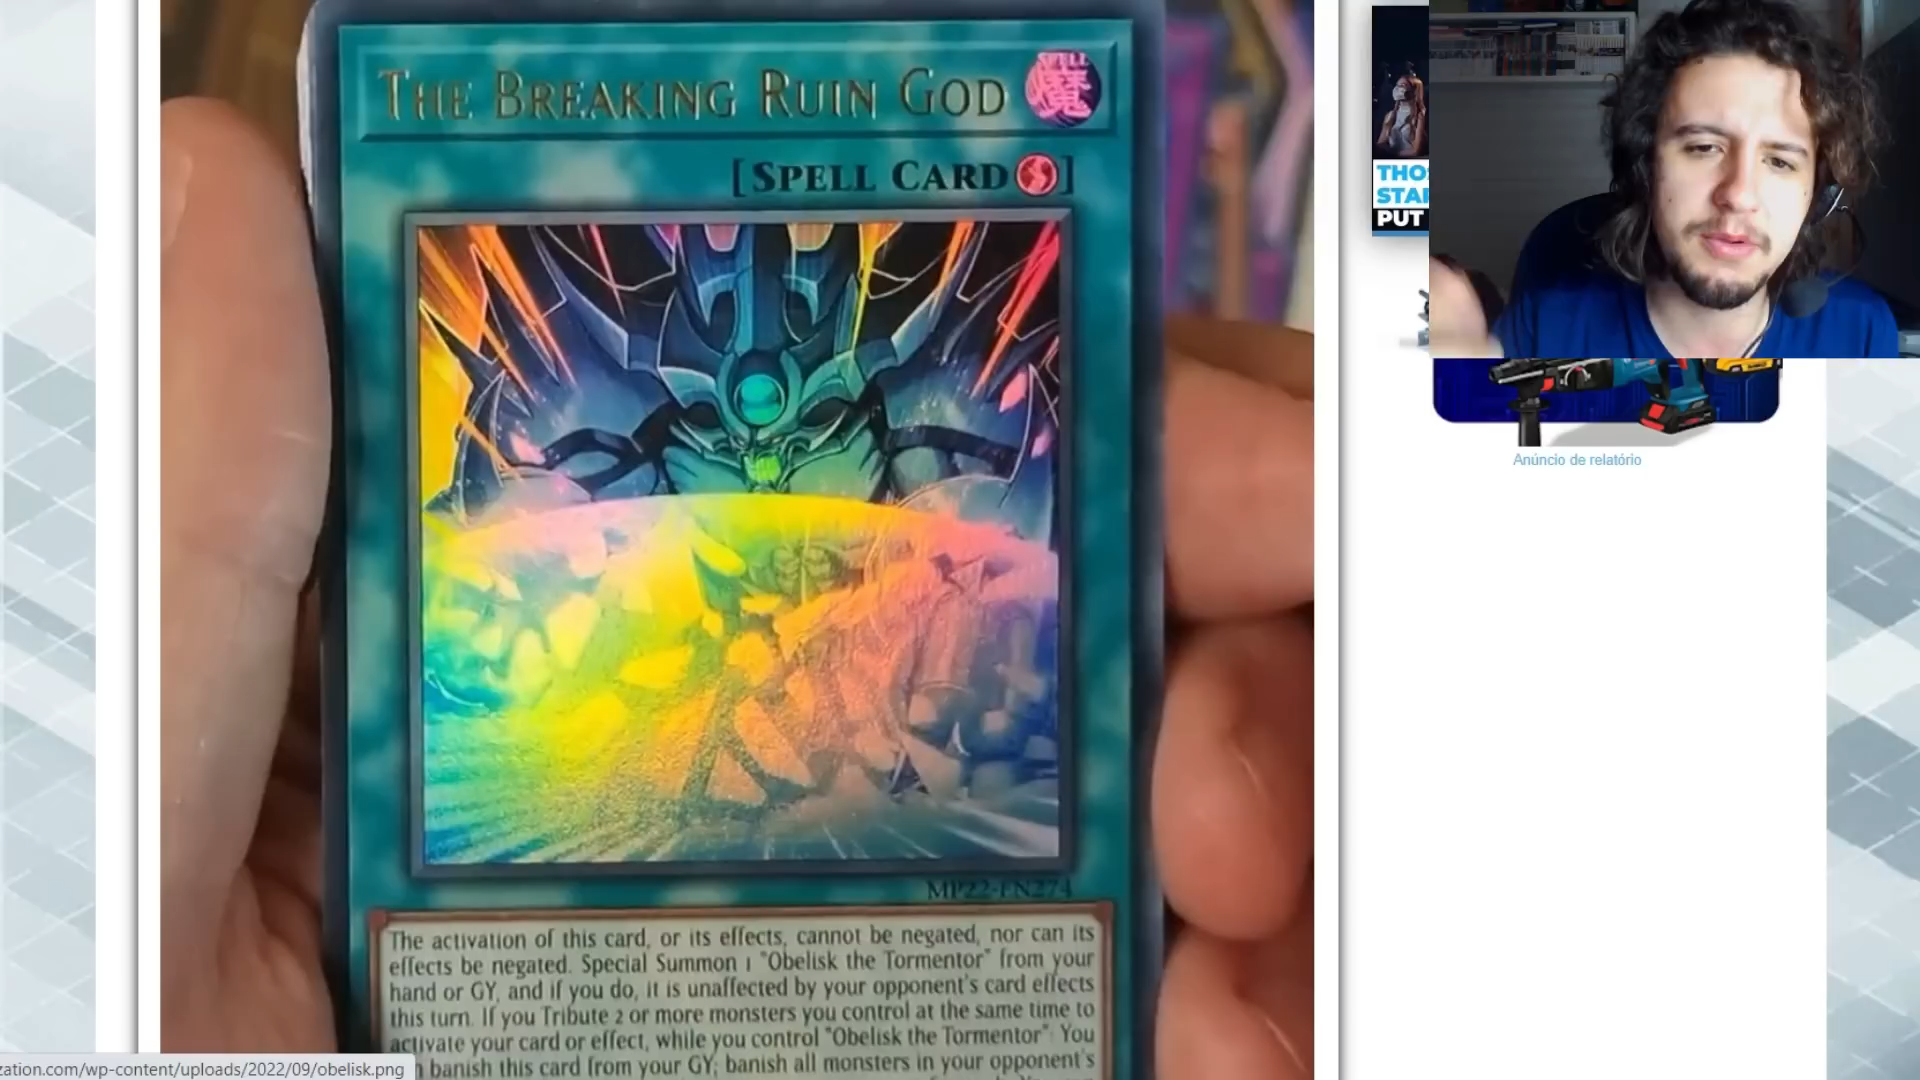 THE BREAKING RUIN GOD
SPELL
魔
[SPELL CARD]
MP22-EN274
The activation of this card, or its effects, cannot be negated, nor can its
effects be negated. Special Summon 1 "Obelisk the Tormentor" from your
hand or GY, and if you do, it is unaffected by your opponent's card effects
this turn. If you Tribute 2 or more monsters you control at the same time to
activate your card or effect, while you control "Obelisk the Tormentor": You
banish this card from your GY; banish all monsters in your opponent's
THO
STAR
PUT
Anúncio de relatório
zation.com/wp-content/uploads/2022/09/obelisk.png